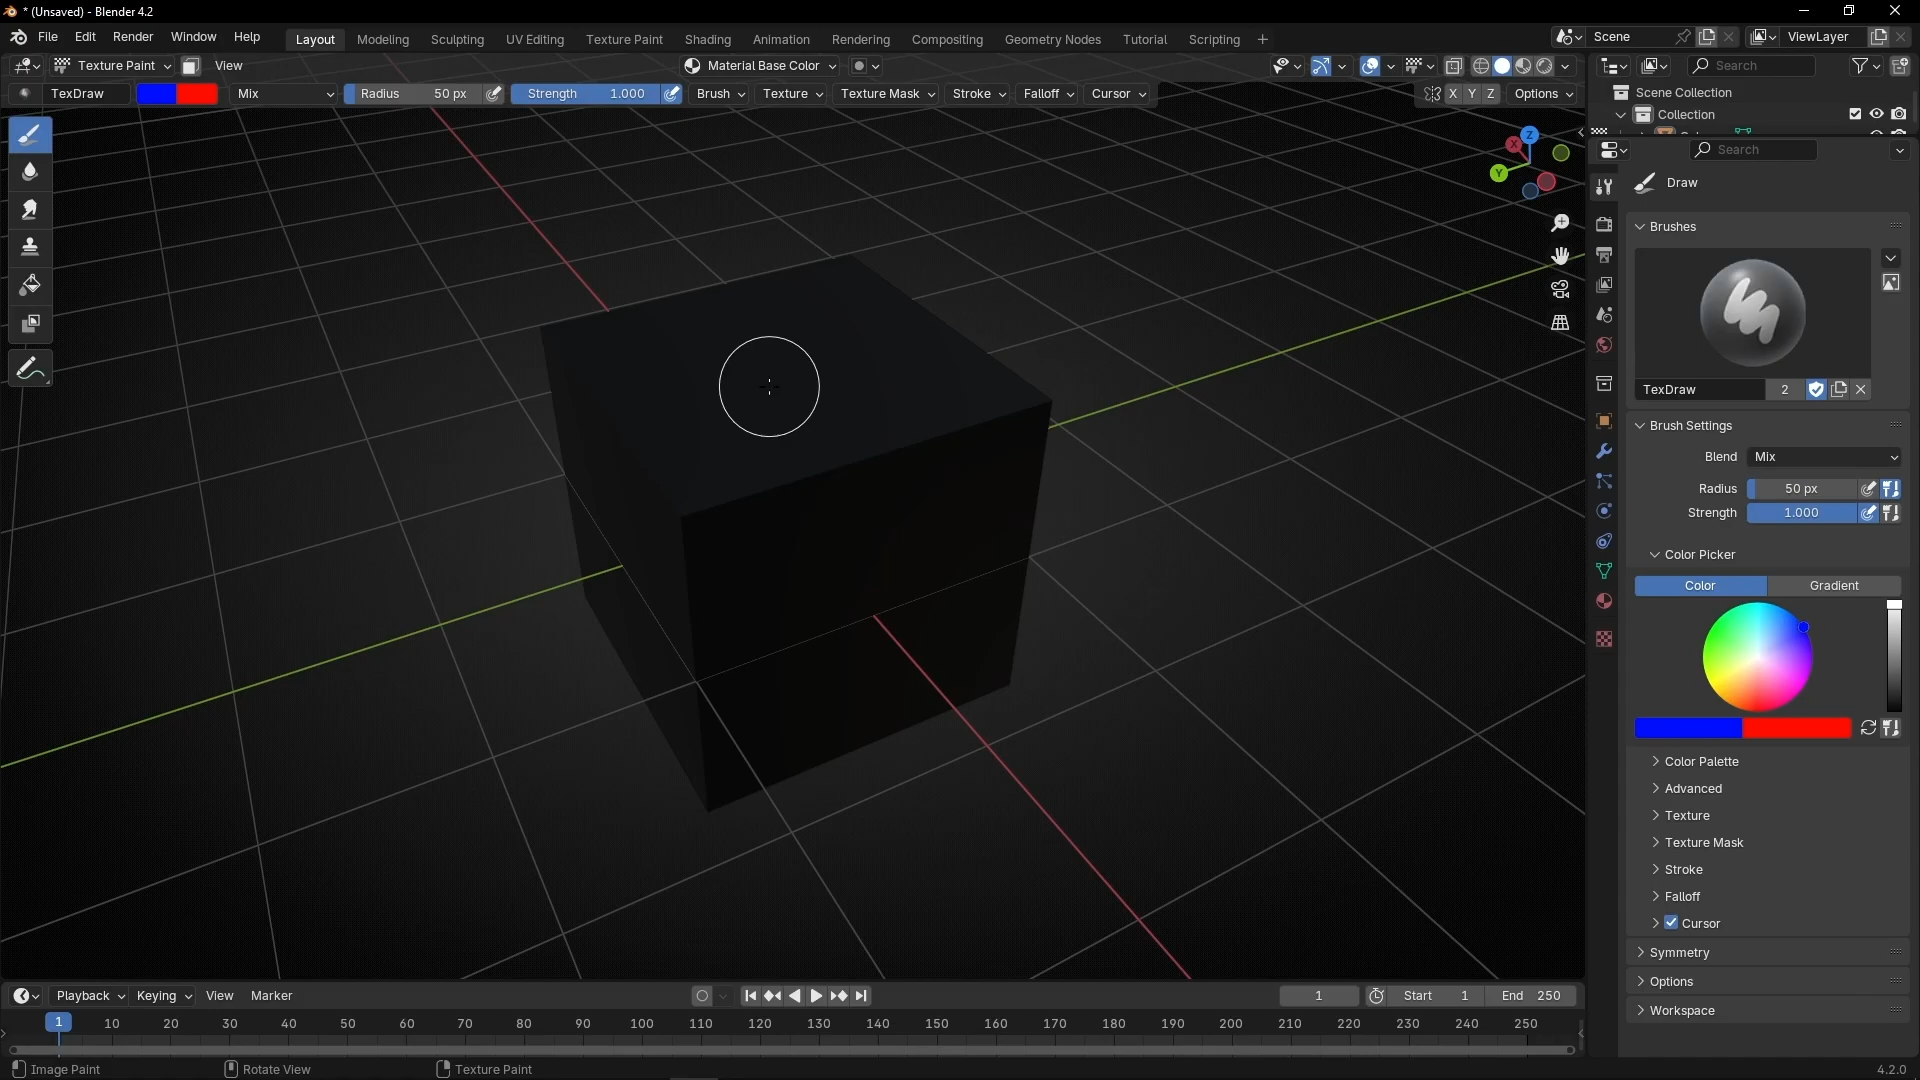 * (Unsaved) - Blender 4.2
File Edit Render Window Help Layout Modeling Sculpting UV Editing Texture Paint Shading Animation Rendering Compositing Geometry Nodes Tutorial Scripting + Scene ViewLayer
Texture Paint View Material Base Color Search
TexDraw Mix Radius 50 px Strength 1.000 Brush Texture Texture Mask Stroke Falloff Cursor X Y Z Options
Scene Collection
Collection
Z
X
Y
Search
Draw
Brushes
TexDraw 2
Brush Settings
Blend Mix
Radius 50 px
Strength 1.000
Color Picker
Color Gradient
Color Palette
Advanced
Texture
Texture Mask
Stroke
Falloff
Cursor
Symmetry
Options
Workspace
Playback Keying View Marker 1 Start 1 End 250
1 10 20 30 40 50 60 70 80 90 100 110 120 130 140 150 160 170 180 190 200 210 220 230 240 250
Image Paint Rotate View Texture Paint 4.2.0